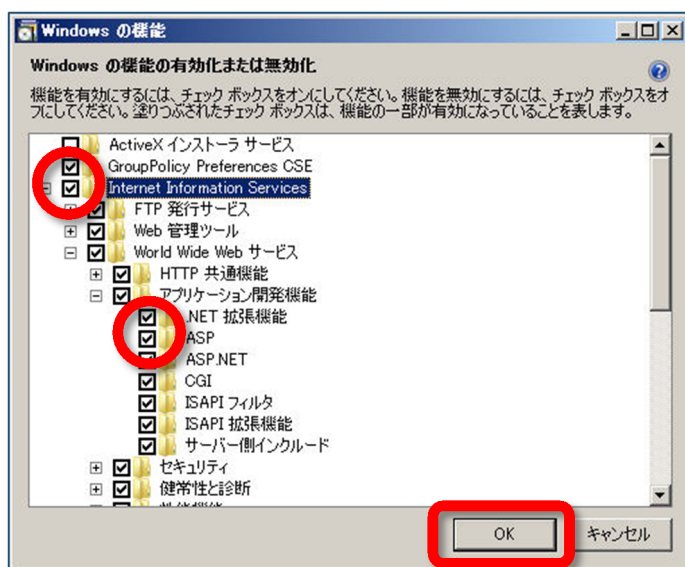 Windows の機能
Windows の機能の有効化または無効化
機能を有効にするには、チェック ボックスをオンにしてください。機能を無効にするには、チェック ボックスをオ
フにしてください。塗りつぶされたチェック ボックスは、機能の一部が有効になっていることを表します。
ActiveX インストーラ サービス
GroupPolicy Preferences CSE
Internet Information Services
FTP 発行サービス
Web 管理ツール
World Wide Web サービス
HTTP 共通機能
アプリケーション開発機能
.NET 拡張機能
ASP
ASP.NET
CGI
ISAPI フィルタ
ISAPI 拡張機能
サーバー側インクルード
セキュリティ
健常性と診断
OK
キャンセル